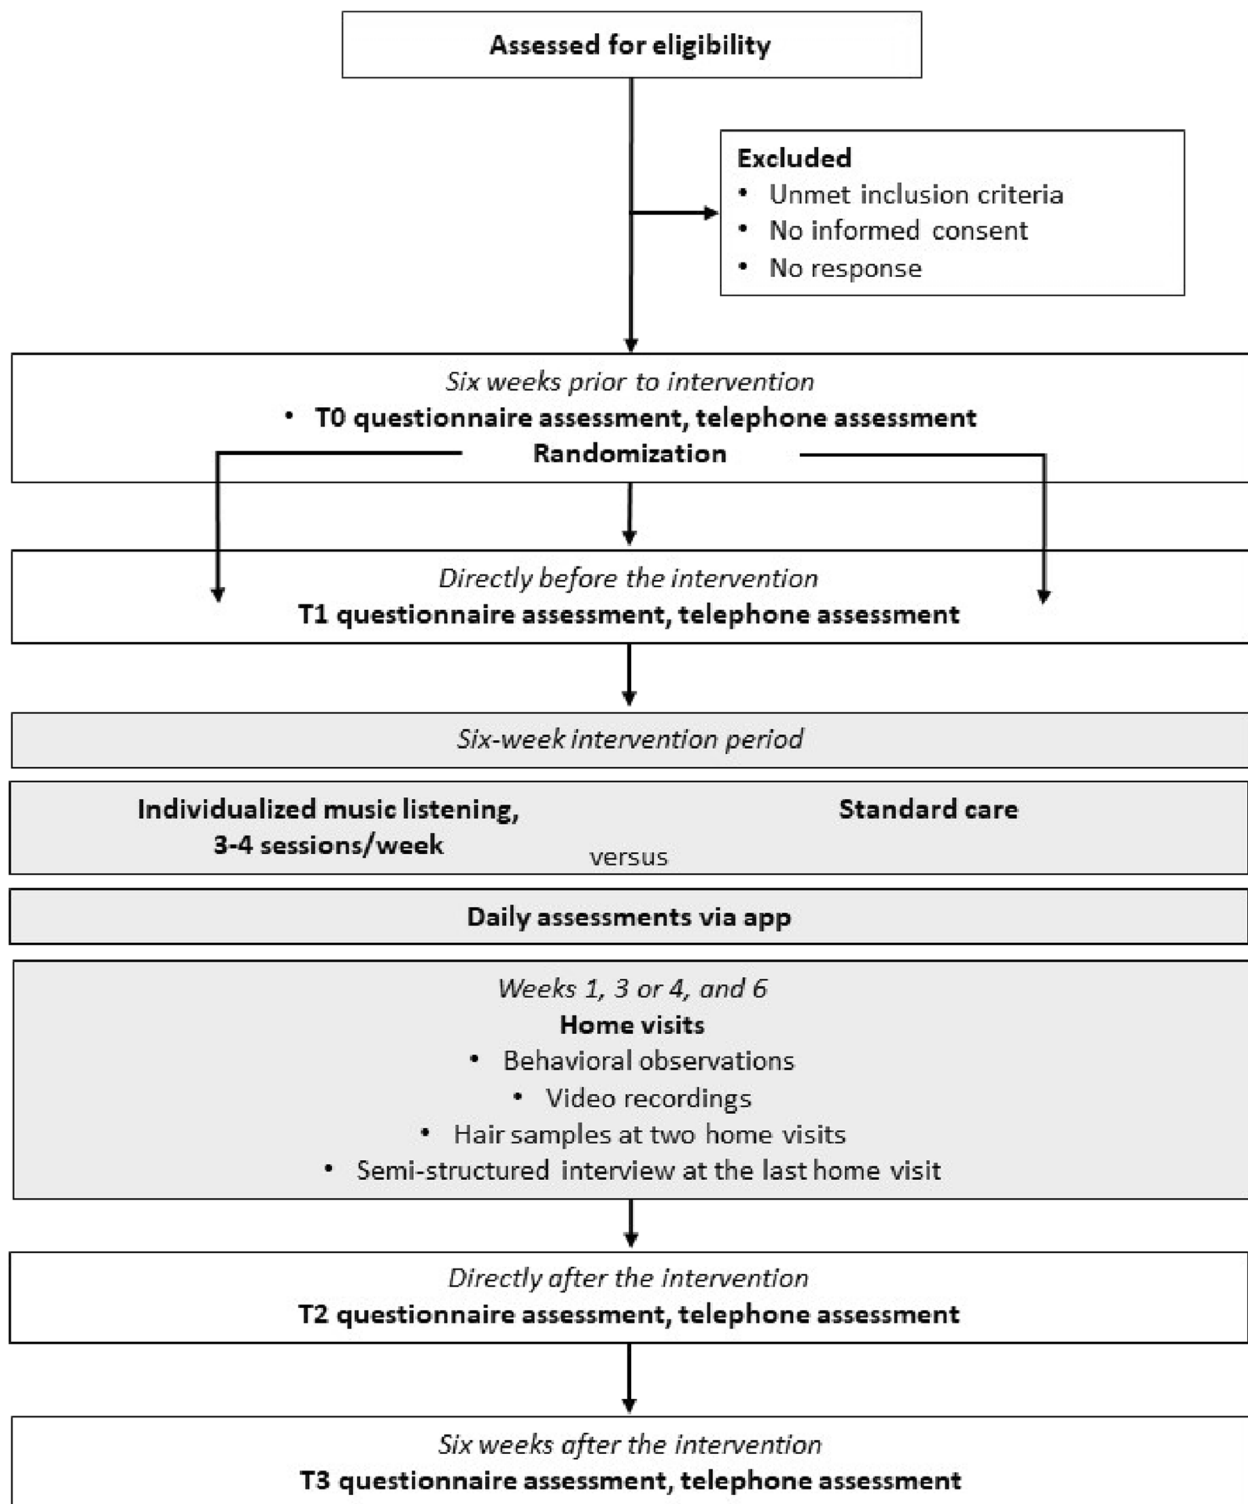 Assessed for eligibility
Excluded
• Unmet inclusion criteria
• No informed consent
• No response
Six weeks prior to intervention
• T0 questionnaire assessment, telephone assessment
Randomization
Directly before the intervention
T1 questionnaire assessment, telephone assessment
Six-week intervention period
Individualized music listening,
3-4 sessions/week
versus
Standard care
Daily assessments via app
Weeks 1, 3 or 4, and 6
Home visits
• Behavioral observations
• Video recordings
• Hair samples at two home visits
• Semi-structured interview at the last home visit
Directly after the intervention
T2 questionnaire assessment, telephone assessment
Six weeks after the intervention
T3 questionnaire assessment, telephone assessment